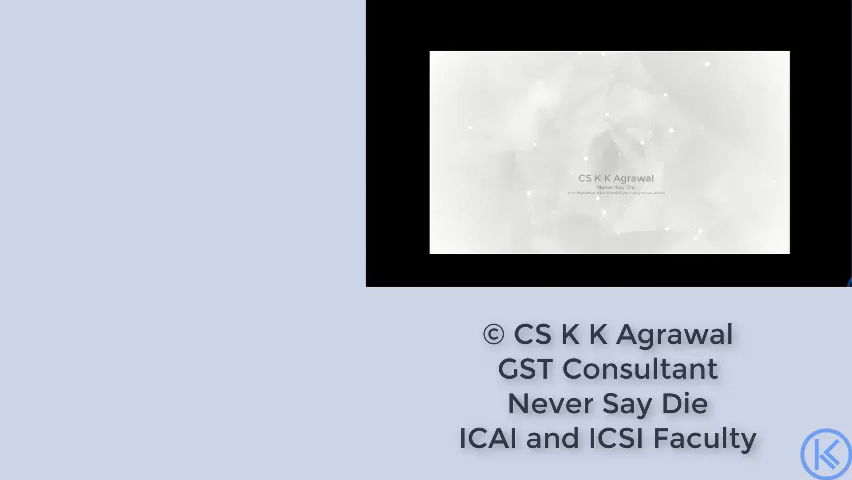 CS K K Agrawal
Never Say Die
© CS K K Agrawal
GST Consultant
Never Say Die
ICAI and ICSI Faculty